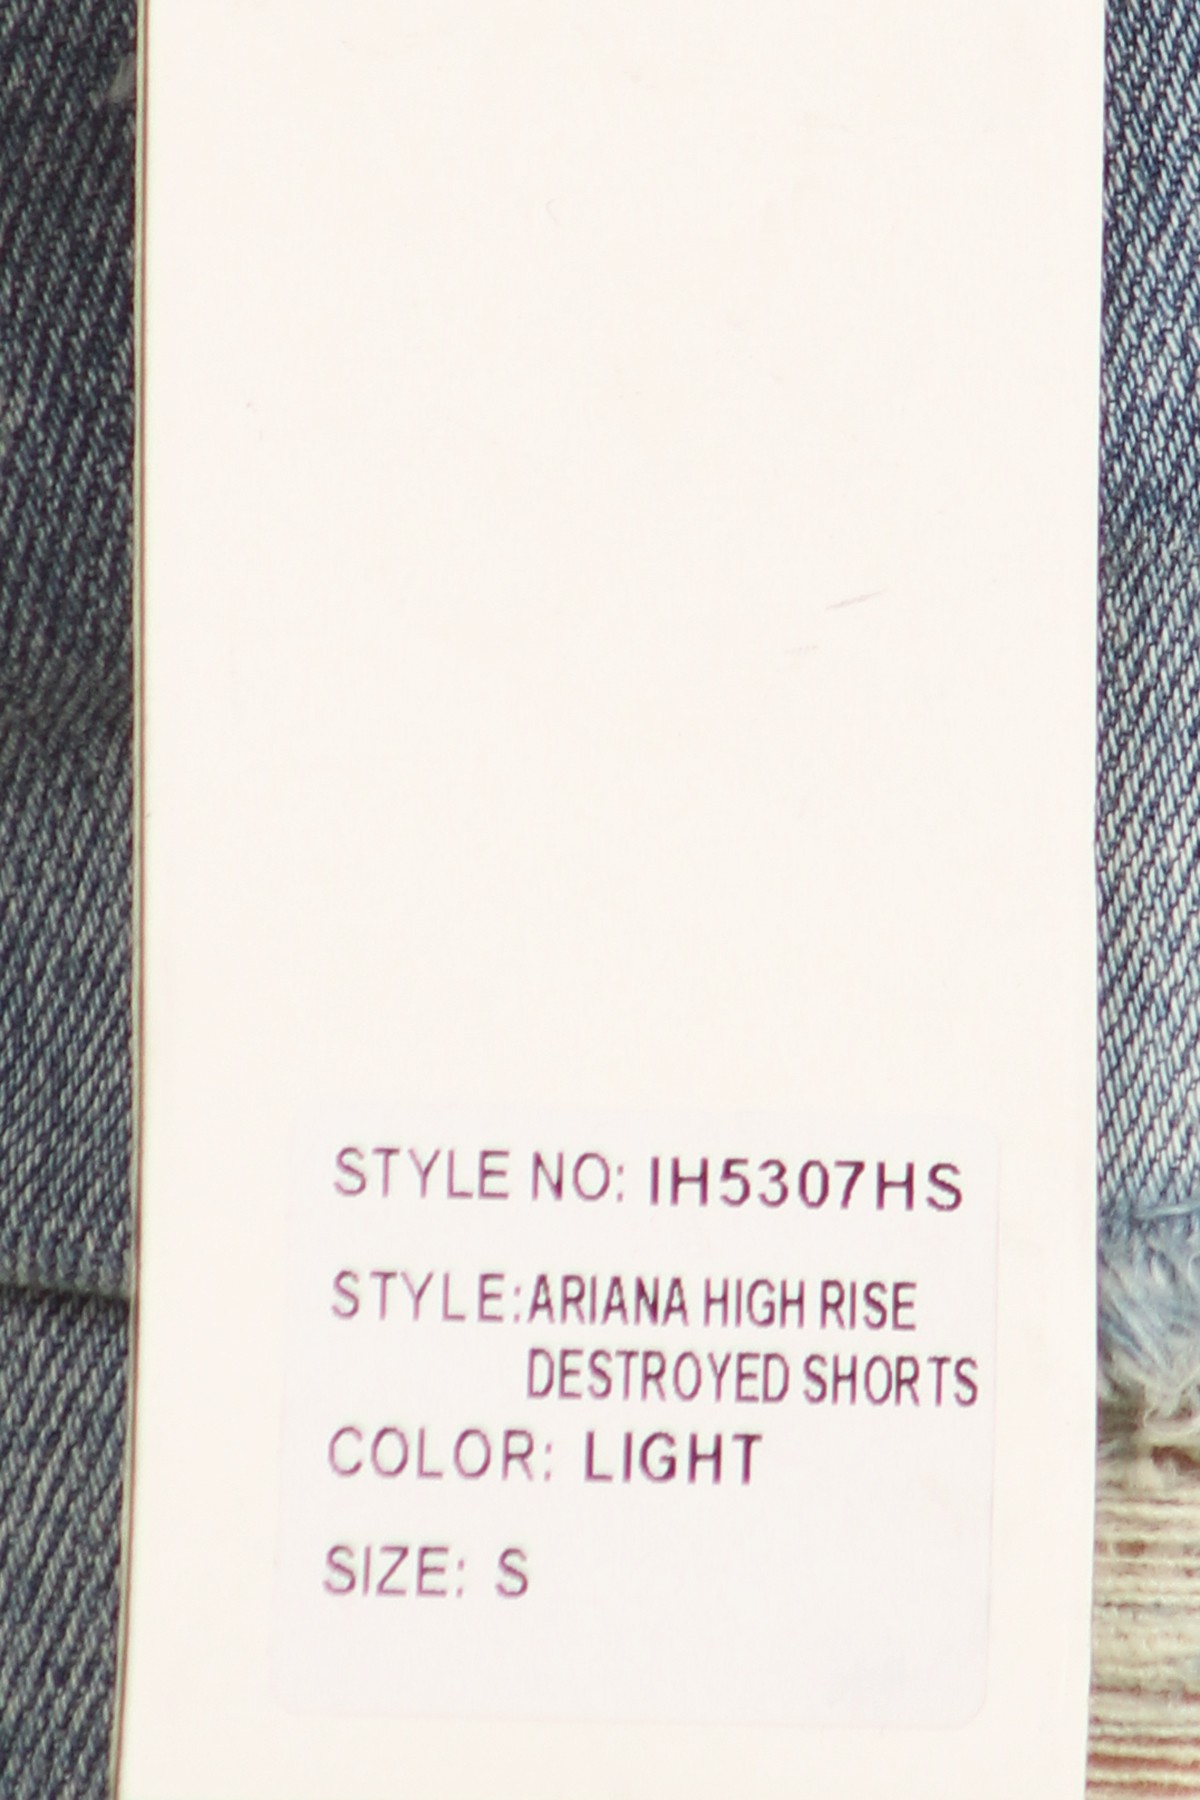 STYLE NO: IH5307HS
STYLE:ARIANA HIGH RISE
DESTROYED SHORTS
COLOR: LIGHT
SIZE: S